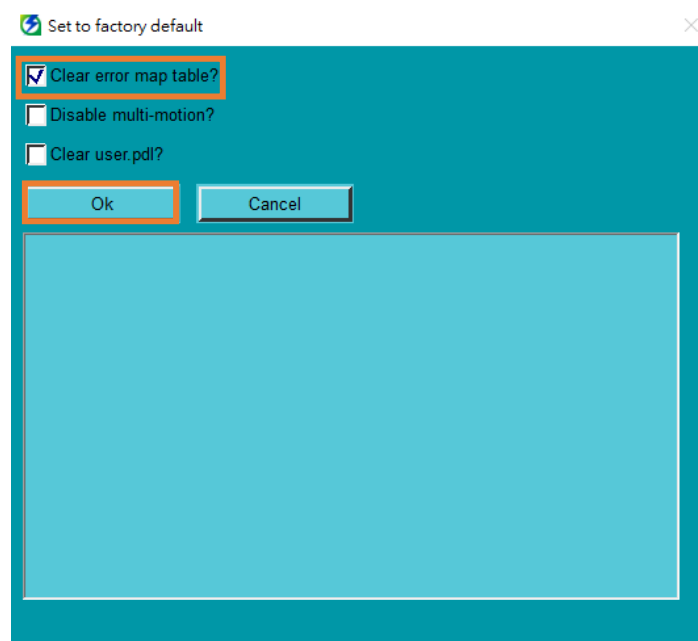 Set to factory default
Clear error map table?
Disable multi-motion?
Clear user.pdl?
Ok Cancel